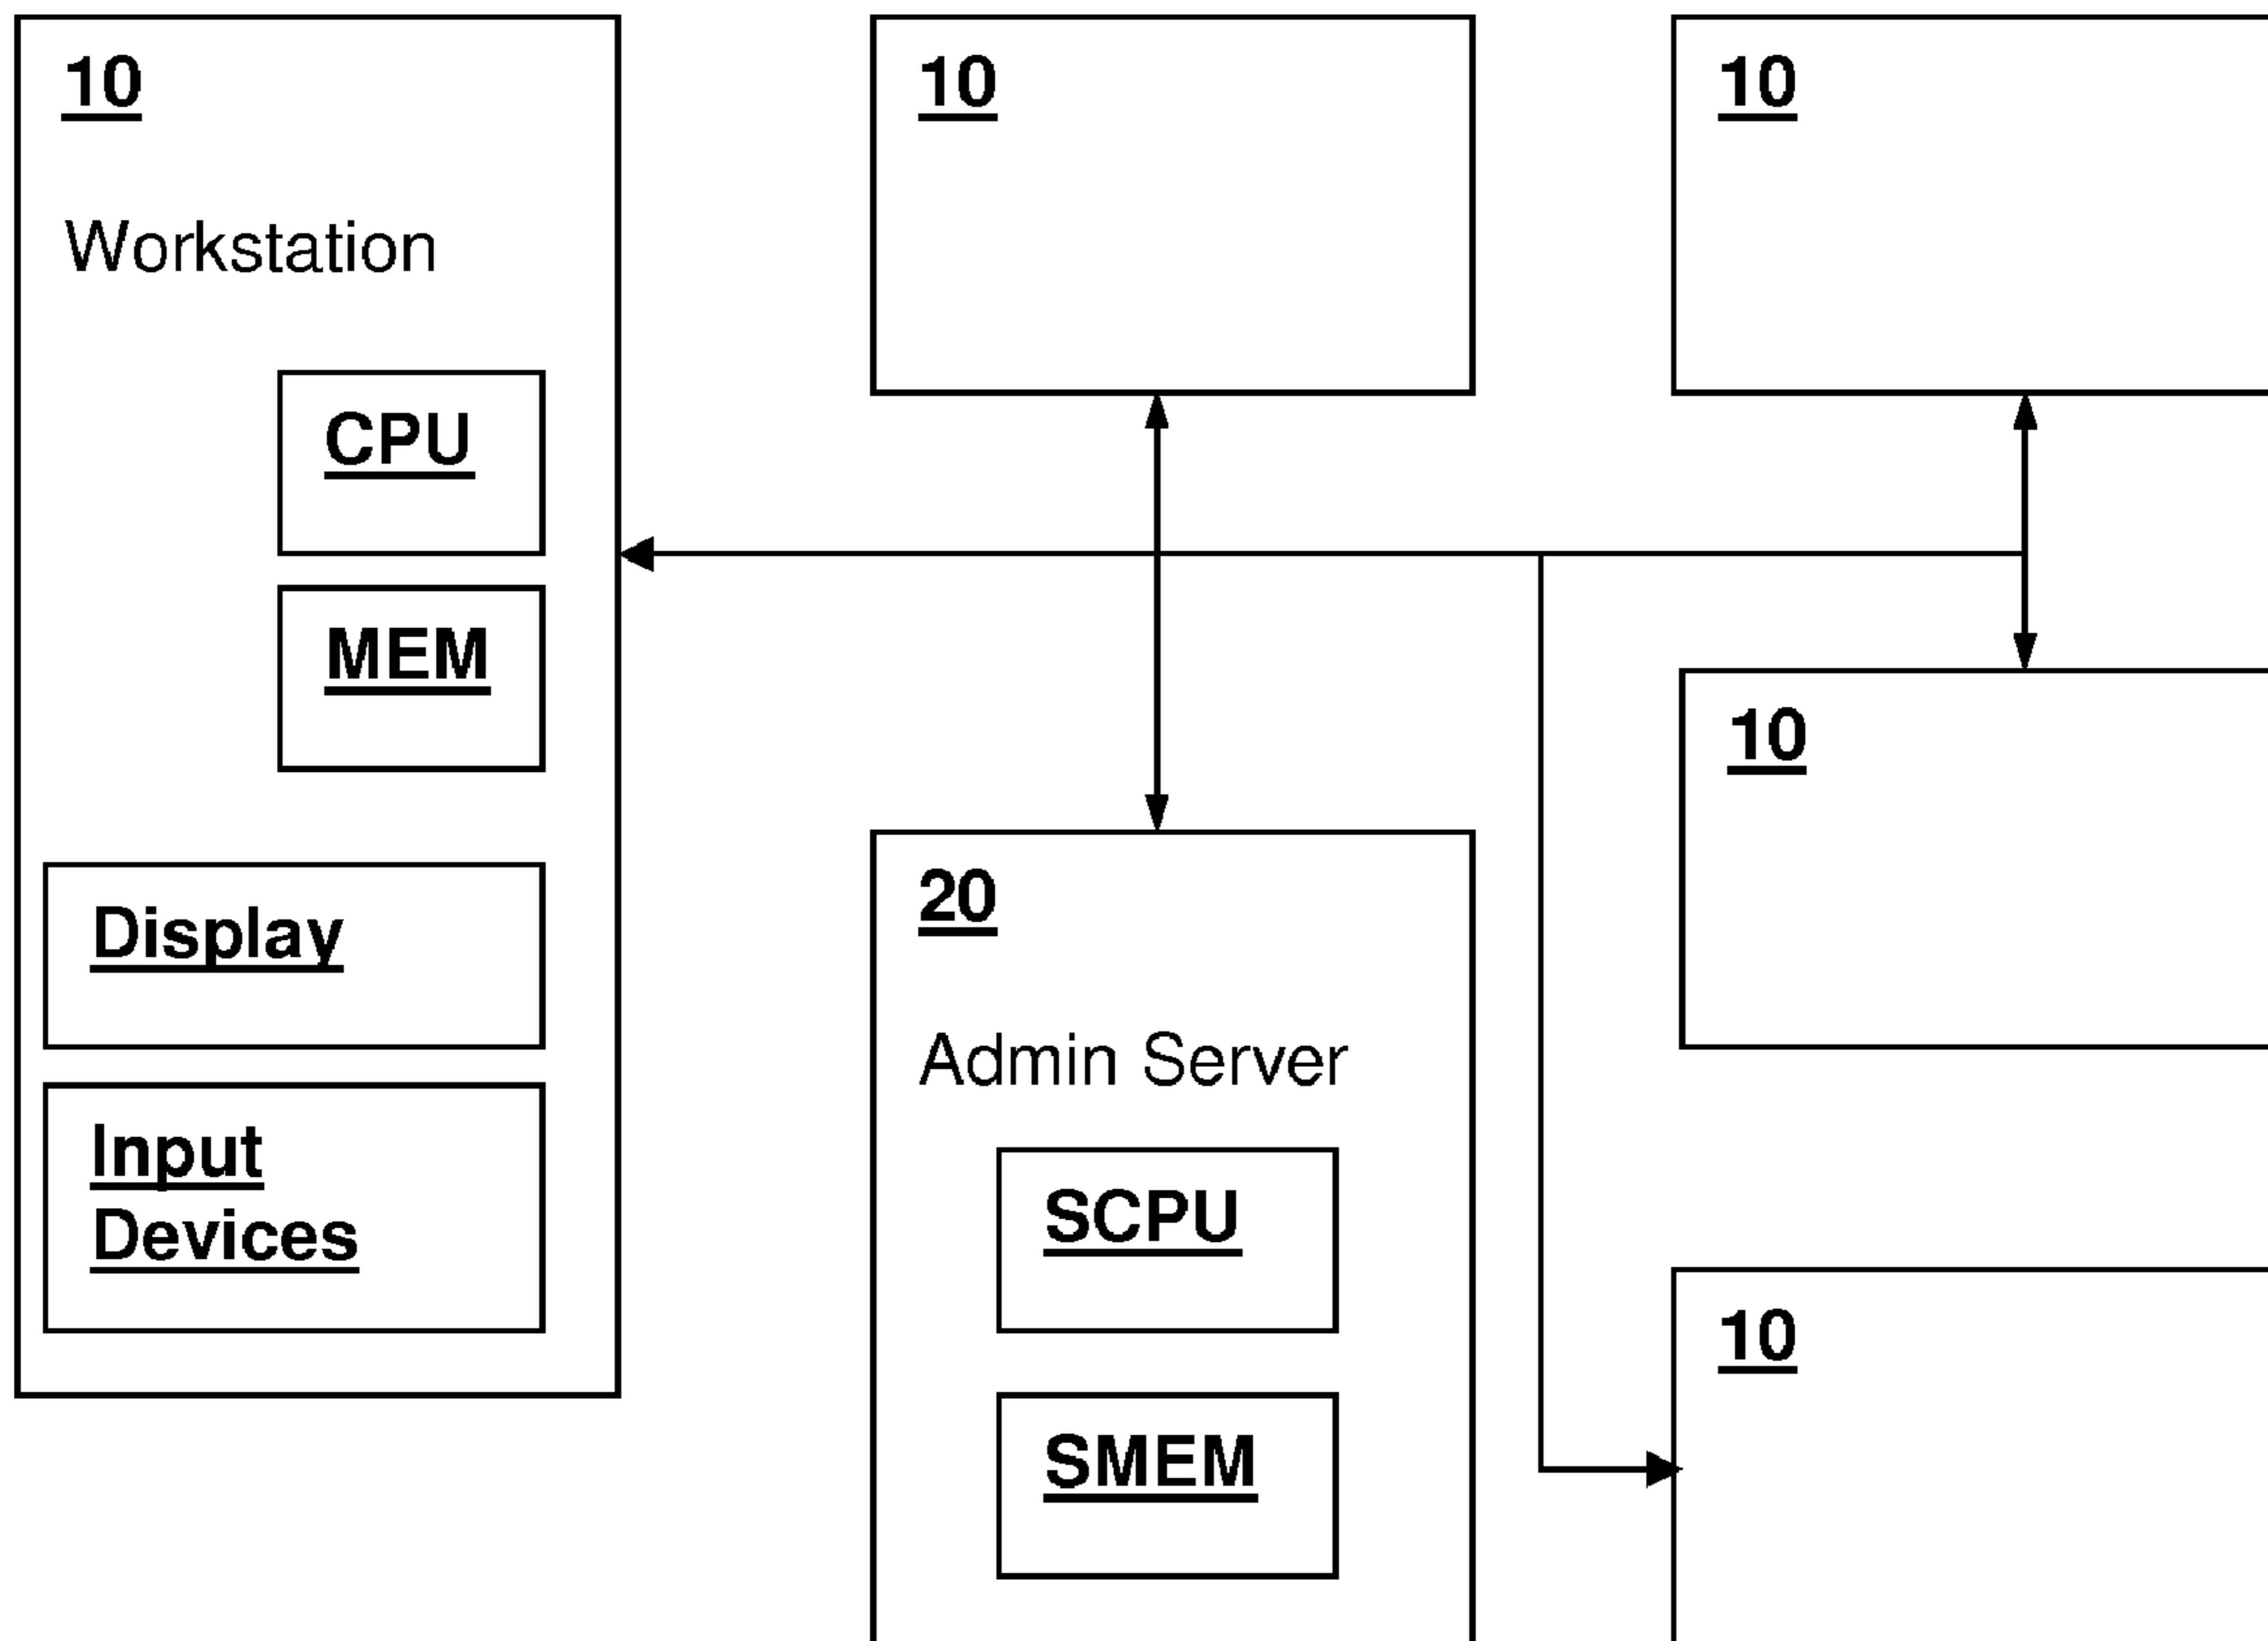 10
Workstation
CPU
MEM
Display
Input
Devices
10
10
10
20
Admin Server
SCPU
SMEM
10